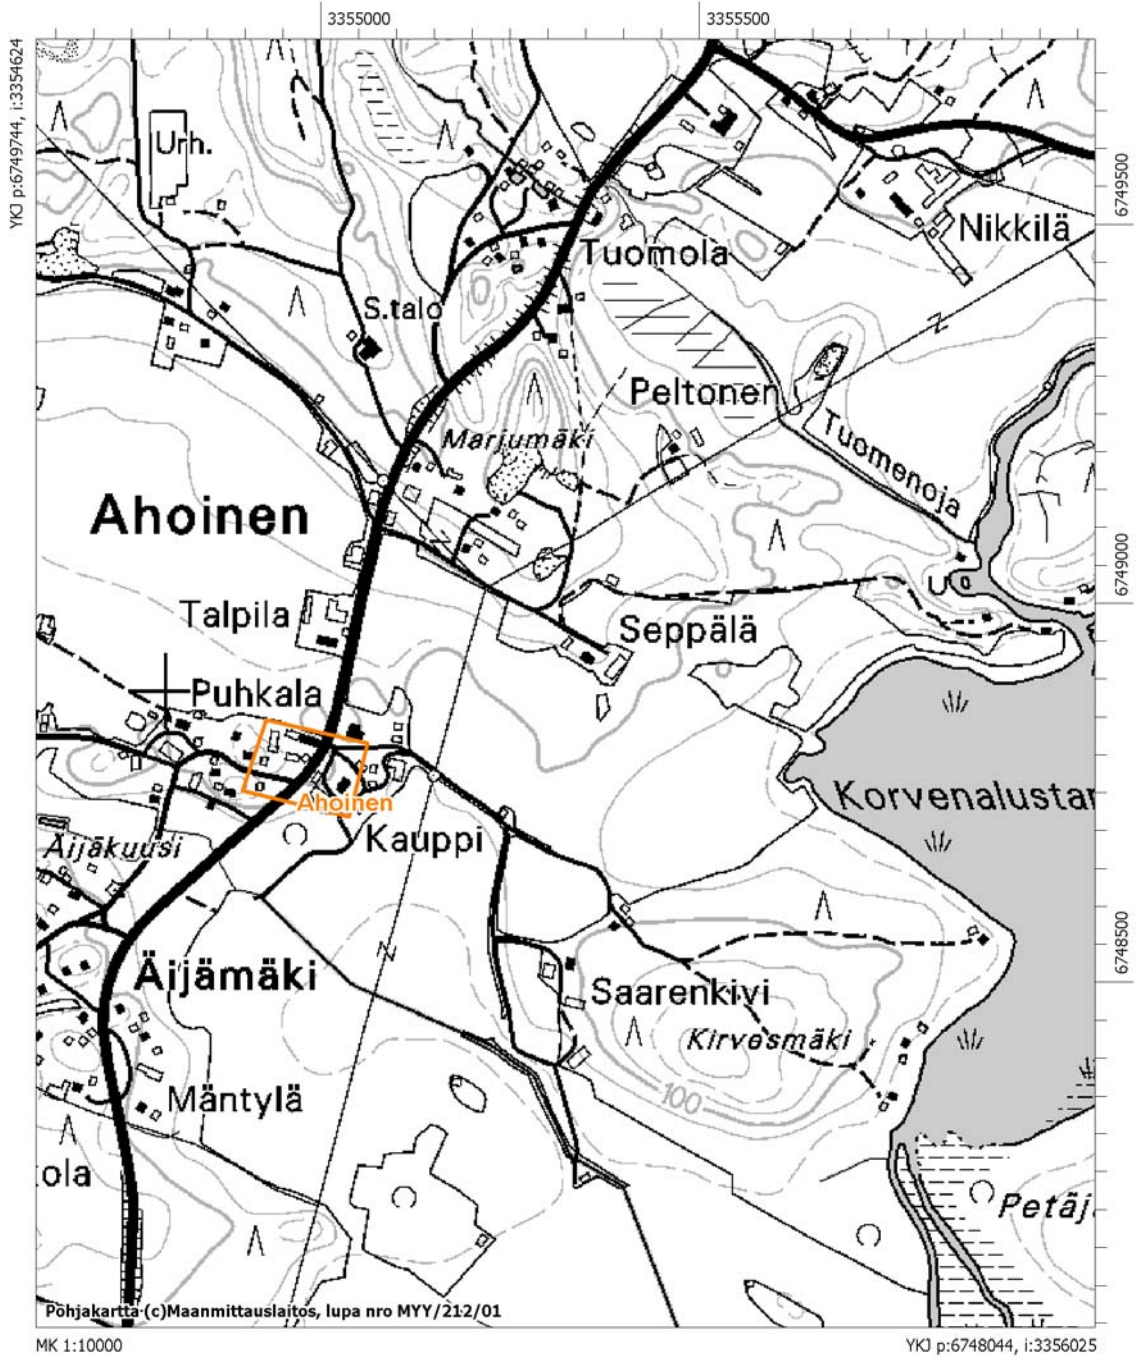 3355000
3355500
YKJ p:6749744, i:3354624
Urh.
6749500
Nikkilä
Tuomola
S.talo
Peltonen
Marjumäki
Tuomenoja
Ahoinen
6749000
U
Talpila
Seppälä
Puhkala
Korvenalustan
Ahoinen
Kauppi
Äijäkuusi
6748500
Äijämäki
Saarenkivi
Kirvesmäki
100
Mäntylä
kola
Petäj
Pohjakartta (c)Maanmittauslaitos, lupa nro MYY/212/01
MK 1:10000
YKJ p:6748044, i:3356025